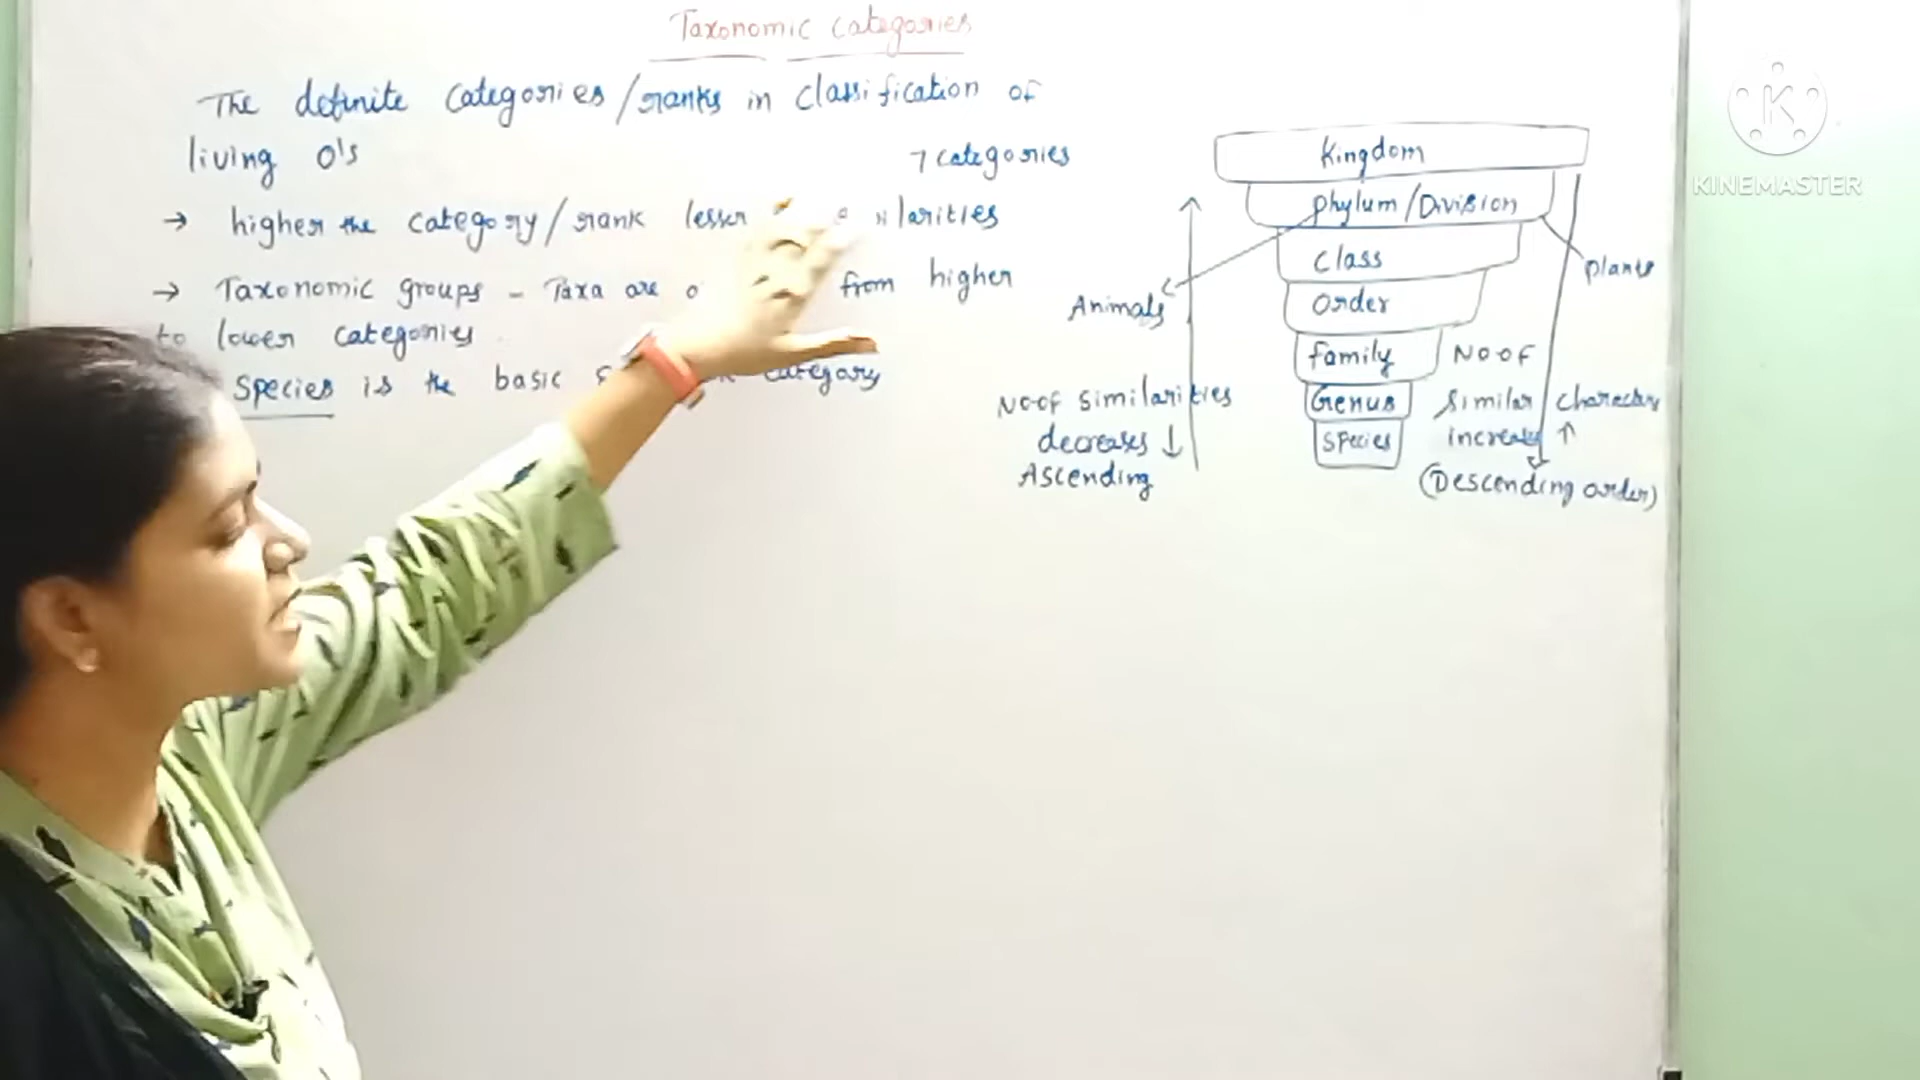 Taxonomic categories
The definite categories/ranks in classification of
living O's
7 categories
→ higher the category/rank lesser
→ Taxonomic groups - Taxa are from higher
to lower categories
Species is the basic category
Kingdom
phylum/Division
class
order
family
Genus
species
Animals
plants
No of similarities
decreases ↓
Ascending
No of
similar characters
increases ↑
(Descending order)
K
KINEMASTER